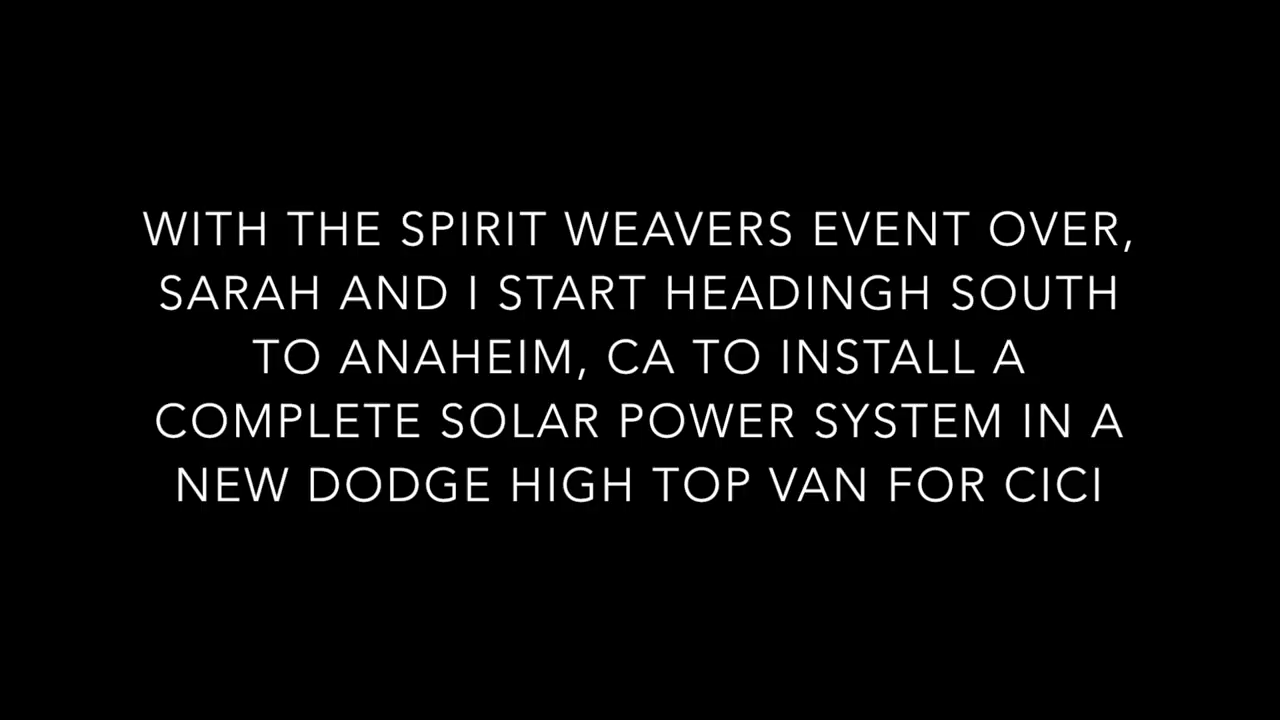 WITH THE SPIRIT WEAVERS EVENT OVER,
SARAH AND I START HEADINGH SOUTH
TO ANAHEIM, CA TO INSTALL A
COMPLETE SOLAR POWER SYSTEM IN A
NEW DODGE HIGH TOP VAN FOR CICI